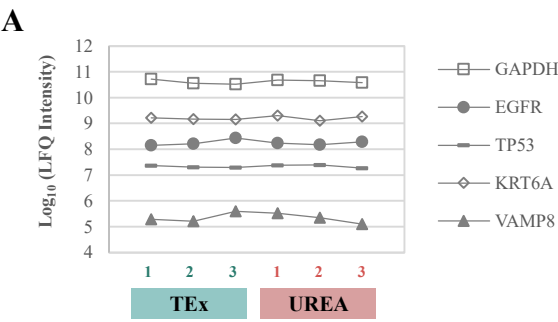 A
Log10 (LFQ Intensity)
12
11
10
9
8
7
6
5
4
1 2 3 1 2 3
TEx UREA
GAPDH
EGFR
TP53
KRT6A
VAMP8